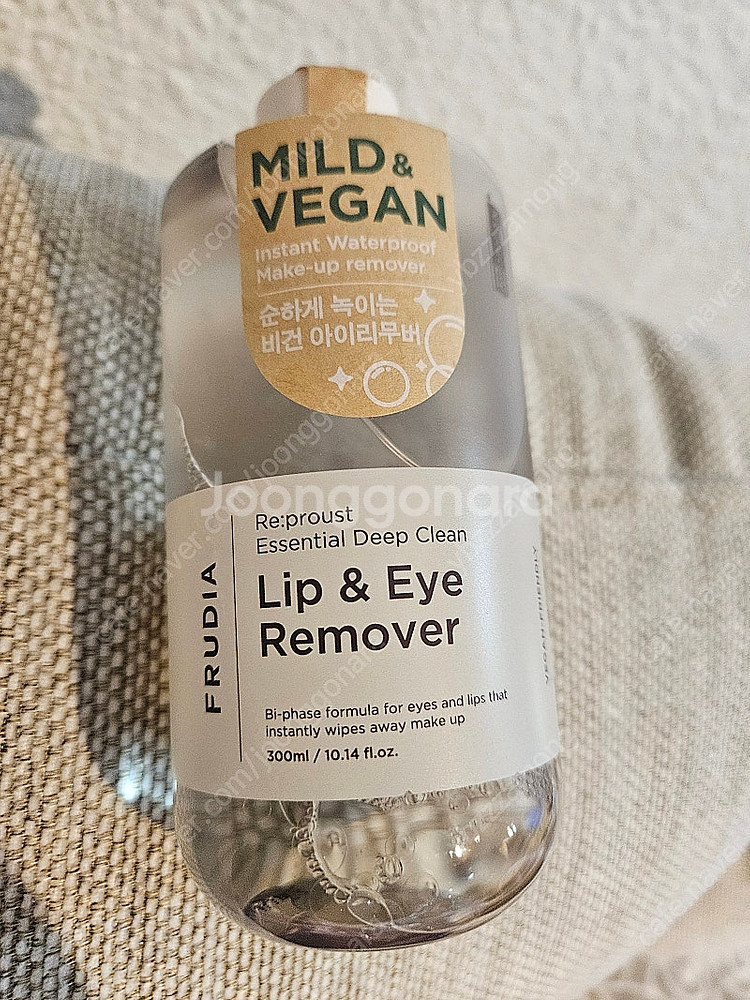 MILD &
VEGAN
Instant Waterproof
Make-up remover
순하게 녹이는
비건 아이리무버
Joonggonara
Re:proust
Essential Deep Clean
Lip & Eye
Remover
FRUDIA
VEGAN-FRIENDLY
Bi-phase formula for eyes and lips that
instantly wipes away make up
300ml / 10.14 fl.oz.